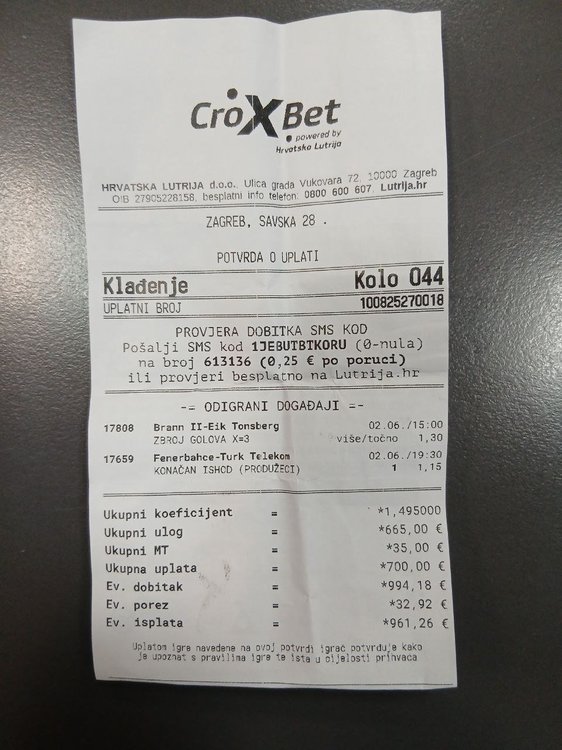 CroXBet
powered by
Hrvatska Lutrija
HRVATSKA LUTRIJA d.o.o., Ulica grada Vukovara 72, 10000 Zagreb
OIB 27905228158, besplatni info telefon: 0800 600 607, Lutrija.hr
ZAGREB, SAVSKA 28 .
POTVRDA O UPLATI
Klađenje Kolo 044
UPLATNI BROJ 100825270018
PROVJERA DOBITKA SMS KOD
Pošalji SMS kod 1JEBUTBTKORU (0-nula)
na broj 613136 (0,25 € po poruci)
ili provjeri besplatno na Lutrija.hr
-= ODIGRANI DOGAĐAJI =-
17808 Brann II-Eik Tonsberg 02.06./15:00
ZBROJ GOLOVA X=3 više/točno 1,30
17659 Fenerbahce-Turk Telekom 02.06./19:30
KONAČAN ISHOD (PRODUŽECI) 1 1,15
Ukupni koeficijent = *1,495000
Ukupni ulog = *665,00 €
Ukupni MT = *35,00 €
Ukupna uplata = *700,00 €
Ev. dobitak = *994,18 €
Ev. porez = *32,92 €
Ev. isplata = *961,26 €
Uplatom igre navedene na ovoj potvrdi igrač potvrđuje kako
je upoznat s pravilima igre te ista u cijelosti prihvaća